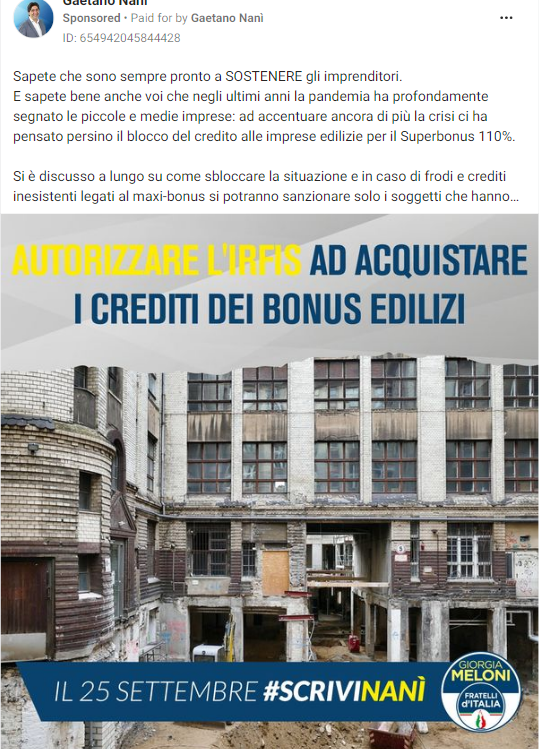 Gaetano Nanì
Sponsored • Paid for by Gaetano Nanì
ID: 654942045844428
Sapete che sono sempre pronto a SOSTENERE gli imprenditori.
E sapete bene anche voi che negli ultimi anni la pandemia ha profondamente
segnato le piccole e medie imprese: ad accentuare ancora di più la crisi ci ha
pensato persino il blocco del credito alle imprese edilizie per il Superbonus 110%.
Si è discusso a lungo su come sbloccare la situazione e in caso di frodi e crediti
inesistenti legati al maxi-bonus si potranno sanzionare solo i soggetti che hanno...
AUTORIZZARE L'IRFIS AD ACQUISTARE
I CREDITI DEI BONUS EDILIZI
IL 25 SETTEMBRE #SCRIVINANÌ
GIORGIA
MELONI
FRATELLI
d'ITALIA